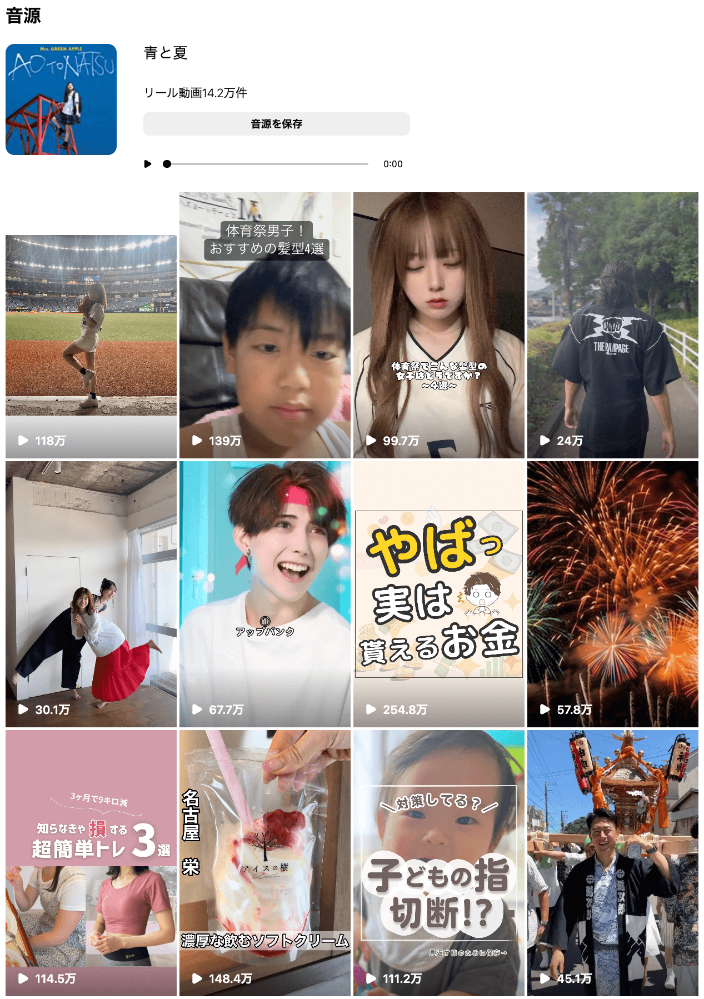 音源
Mrs. GREEN APPLE
AO TO NATSU
青と夏
リール動画14.2万件
音源を保存
0:00
118万
体育祭男子！
おすすめの髪型4選
139万
体育祭でこんな髪型の
女子はどうですか？
～4選～
99.7万
THE RAMPAGE
24万
30.1万
①
アップバング
67.7万
やばっ
実は
貰えるお金
254.8万
57.8万
3ヶ月で9キロ減
知らなきゃ損する
超簡単トレ3選
114.5万
名古屋 栄
アイスの樹
濃厚な飲むソフトクリーム
148.4万
対策してる？
子どもの指
切断!?
見返す時のために保存→
111.2万
45.1万